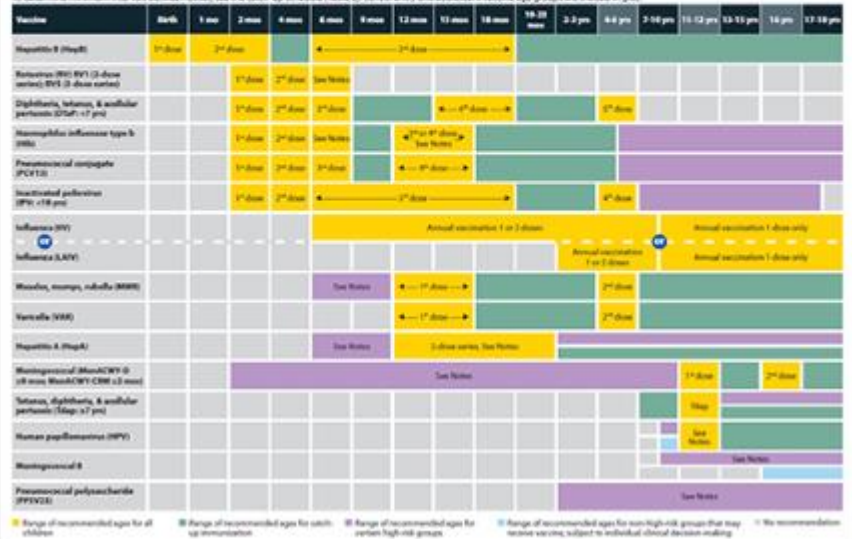 Vaccine Birth 1 mo 2 mos 4 mos 6 mos 9 mos 12 mos 15 mos 18 mos 19-23 mos 2-3 yrs 4-6 yrs 7-10 yrs 11-12 yrs 13-15 yrs 16 yrs 17-18 yrs
Hepatitis B (HepB) 1st dose 2nd dose 3rd dose
Rotavirus (RV) RV1 (2-dose series); RV5 (3-dose series) 1st dose 2nd dose See Notes
Diphtheria, tetanus, & acellular pertussis (DTaP: <7 yrs) 1st dose 2nd dose 3rd dose 4th dose 5th dose
Haemophilus influenzae type b (Hib) 1st dose 2nd dose See Notes 3rd or 4th dose, See Notes
Pneumococcal conjugate (PCV13) 1st dose 2nd dose 3rd dose 4th dose
Inactivated poliovirus (IPV: <18 yrs) 1st dose 2nd dose 3rd dose 4th dose
Influenza (IIV) Annual vaccination 1 or 2 doses Annual vaccination 1 dose only
or or
Influenza (LAIV) Annual vaccination 1 or 2 doses Annual vaccination 1 dose only
Measles, mumps, rubella (MMR) See Notes 1st dose 2nd dose
Varicella (VAR) 1st dose 2nd dose
Hepatitis A (HepA) See Notes 2-dose series, See Notes
Meningococcal (MenACWY-D ≥9 mos; MenACWY-CRM ≥2 mos) See Notes 1st dose 2nd dose
Tetanus, diphtheria, & acellular pertussis (Tdap: ≥7 yrs) Tdap
Human papillomavirus (HPV) See Notes
Meningococcal B See Notes
Pneumococcal polysaccharide (PPSV23) See Notes
Range of recommended ages for all children
Range of recommended ages for catch-up immunization
Range of recommended ages for certain high-risk groups
Range of recommended ages for non-high-risk groups that may receive vaccine, subject to individual clinical decision-making
No recommendation